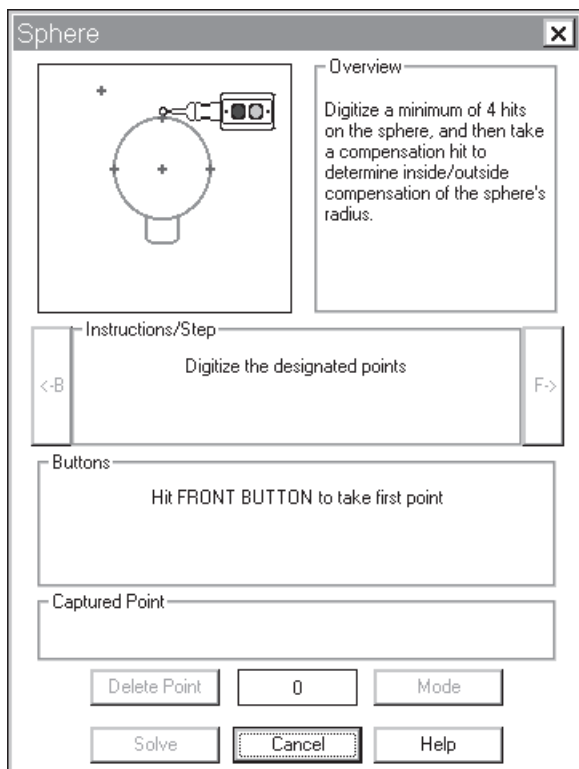 Sphere
Overview
Digitize a minimum of 4 hits
on the sphere, and then take
a compensation hit to
determine inside/outside
compensation of the sphere's
radius.
Instructions/Step
<-B
Digitize the designated points
F->
Buttons
Hit FRONT BUTTON to take first point
Captured Point
Delete Point
0
Mode
Solve
Cancel
Help